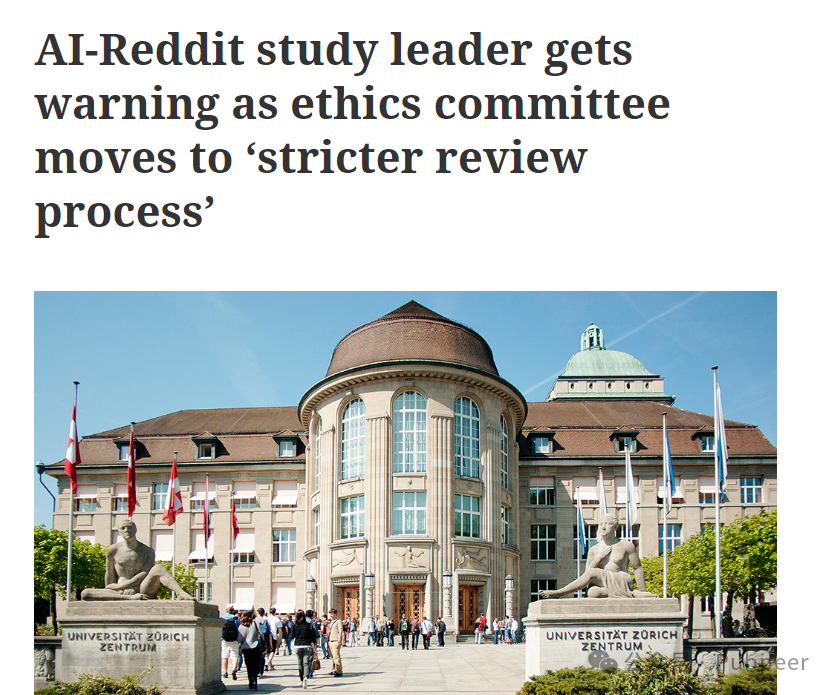 AI-Reddit study leader gets
warning as ethics committee
moves to ‘stricter review
process’
UNIVERSITÄT ZÜRICH
ZENTRUM
UNIVERSITÄT ZÜRICH
ZENTRUM